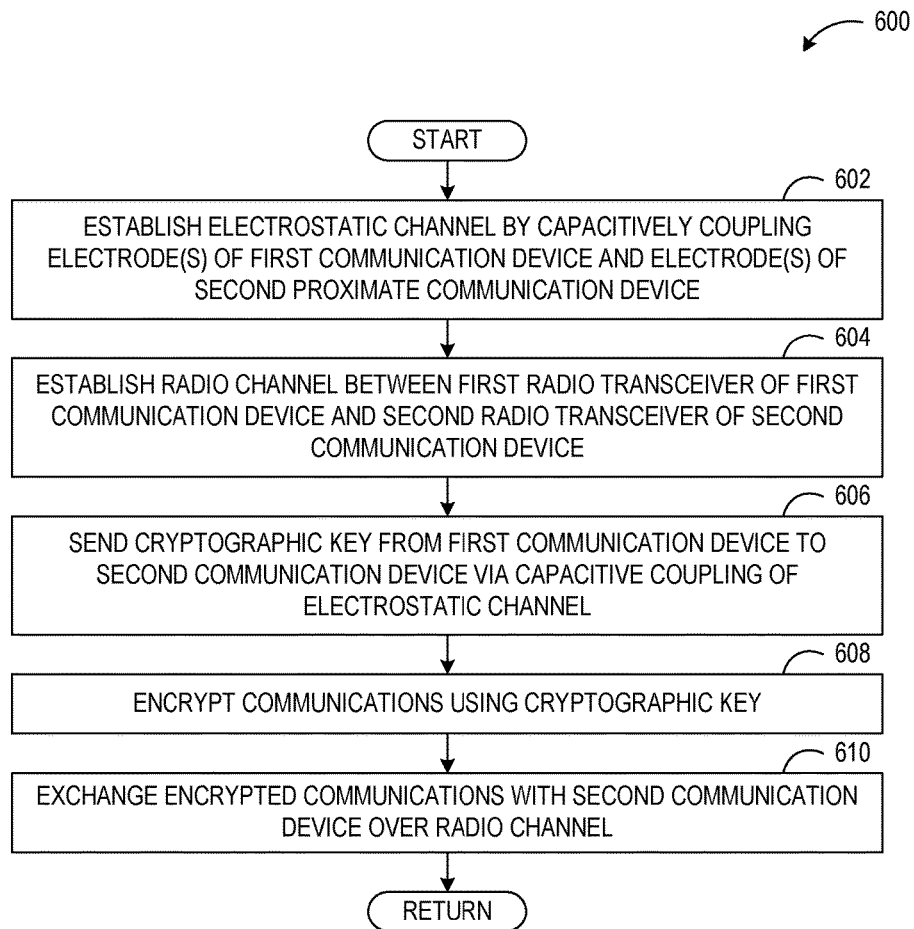 600
START
602
ESTABLISH ELECTROSTATIC CHANNEL BY CAPACITIVELY COUPLING
ELECTRODE(S) OF FIRST COMMUNICATION DEVICE AND ELECTRODE(S) OF
SECOND PROXIMATE COMMUNICATION DEVICE
604
ESTABLISH RADIO CHANNEL BETWEEN FIRST RADIO TRANSCEIVER OF FIRST
COMMUNICATION DEVICE AND SECOND RADIO TRANSCEIVER OF SECOND
COMMUNICATION DEVICE
606
SEND CRYPTOGRAPHIC KEY FROM FIRST COMMUNICATION DEVICE TO
SECOND COMMUNICATION DEVICE VIA CAPACITIVE COUPLING OF
ELECTROSTATIC CHANNEL
608
ENCRYPT COMMUNICATIONS USING CRYPTOGRAPHIC KEY
610
EXCHANGE ENCRYPTED COMMUNICATIONS WITH SECOND COMMUNICATION
DEVICE OVER RADIO CHANNEL
RETURN